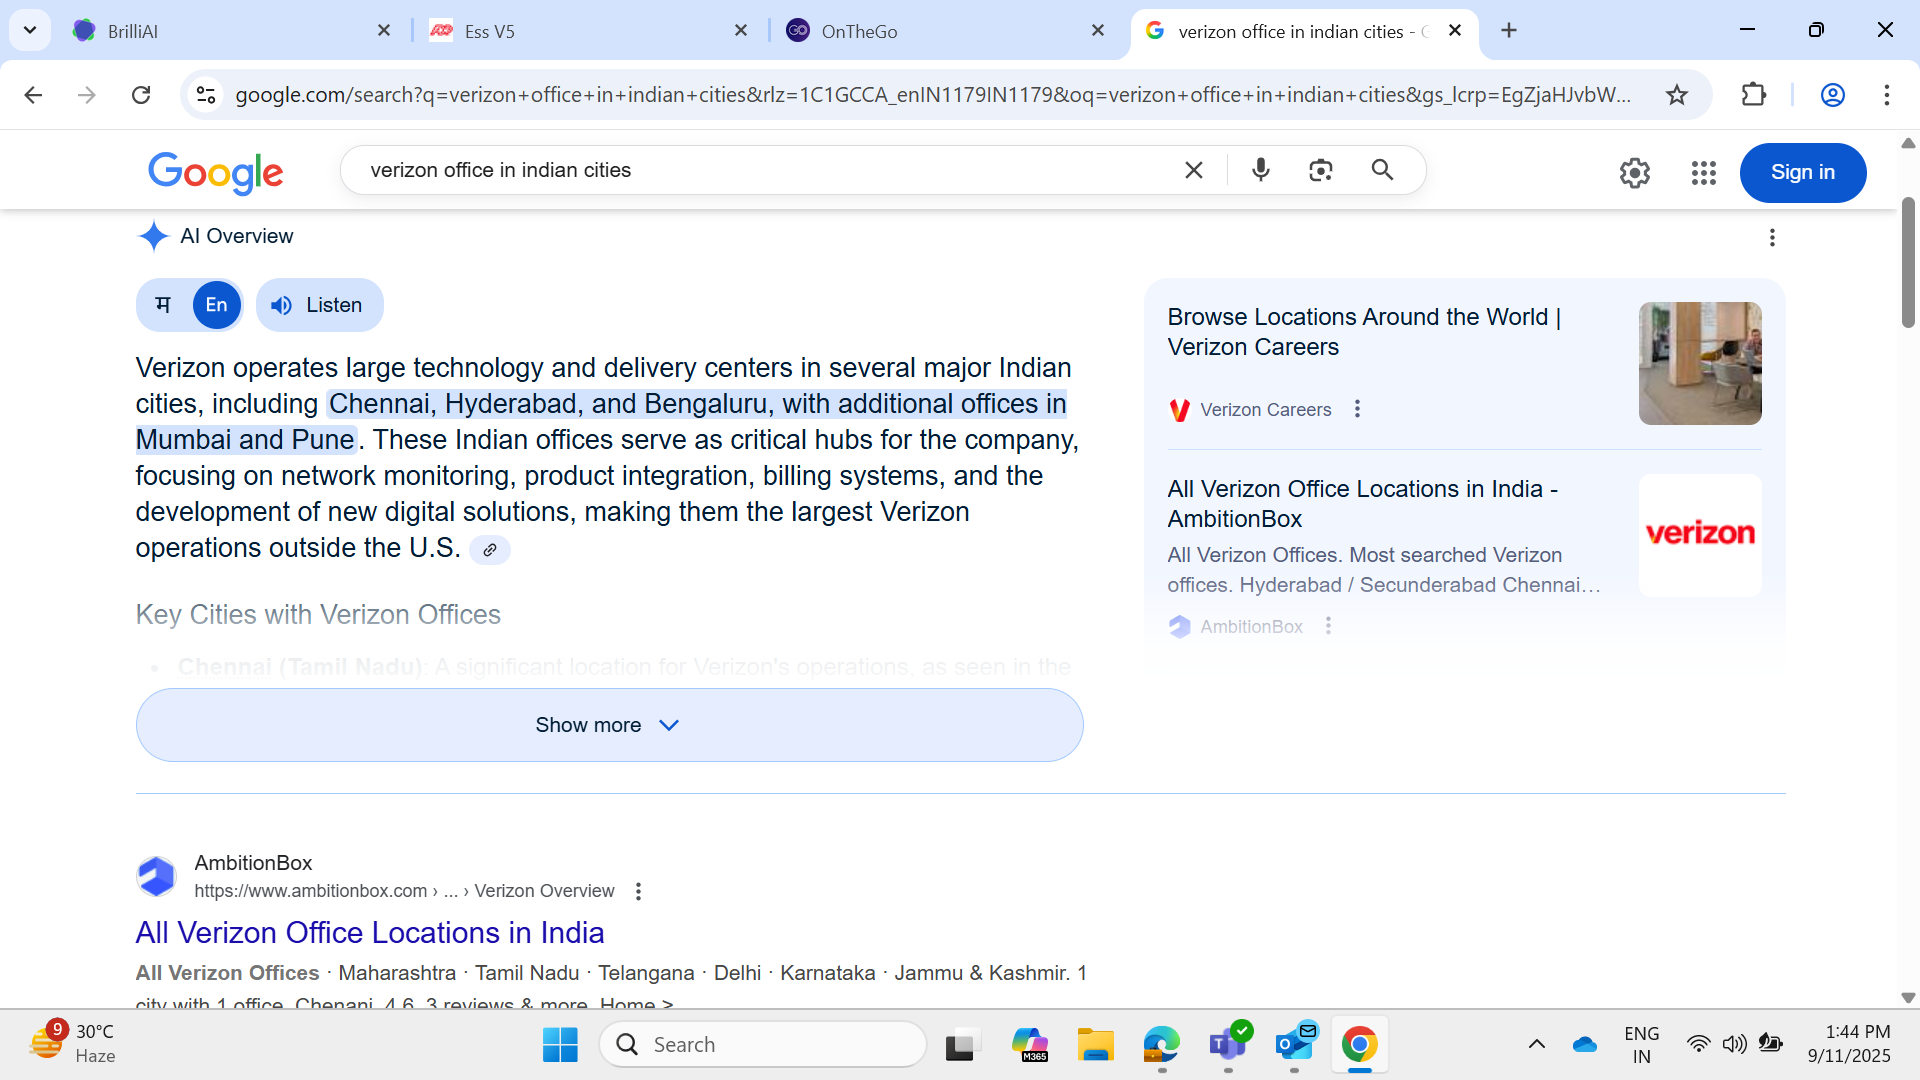 BrilliAI
Ess V5
OnTheGo
verizon office in indian cities -
google.com/search?q=verizon+office+in+indian+cities&rlz=1C1GCCA_enIN1179IN1179&oq=verizon+office+in+indian+cities&gs_lcrp=EgZjaHJvbW...
Google
verizon office in indian cities
Sign in
AI Overview
म
En
Listen
Verizon operates large technology and delivery centers in several major Indian
cities, including Chennai, Hyderabad, and Bengaluru, with additional offices in
Mumbai and Pune. These Indian offices serve as critical hubs for the company,
focusing on network monitoring, product integration, billing systems, and the
development of new digital solutions, making them the largest Verizon
operations outside the U.S.
Key Cities with Verizon Offices
• Chennai (Tamil Nadu): A significant location for Verizon's operations, as seen in the
Show more
Browse Locations Around the World |
Verizon Careers
Verizon Careers
All Verizon Office Locations in India -
AmbitionBox
All Verizon Offices. Most searched Verizon
offices. Hyderabad / Secunderabad Chennai…
verizon
AmbitionBox
AmbitionBox
https://www.ambitionbox.com › ... › Verizon Overview
All Verizon Office Locations in India
All Verizon Offices · Maharashtra · Tamil Nadu · Telangana · Delhi · Karnataka · Jammu & Kashmir. 1
city with 1 office. Chenani. 4.6. 3 reviews & more. Home >
9
30°C
Haze
Search
M365
ENG
IN
1:44 PM
9/11/2025